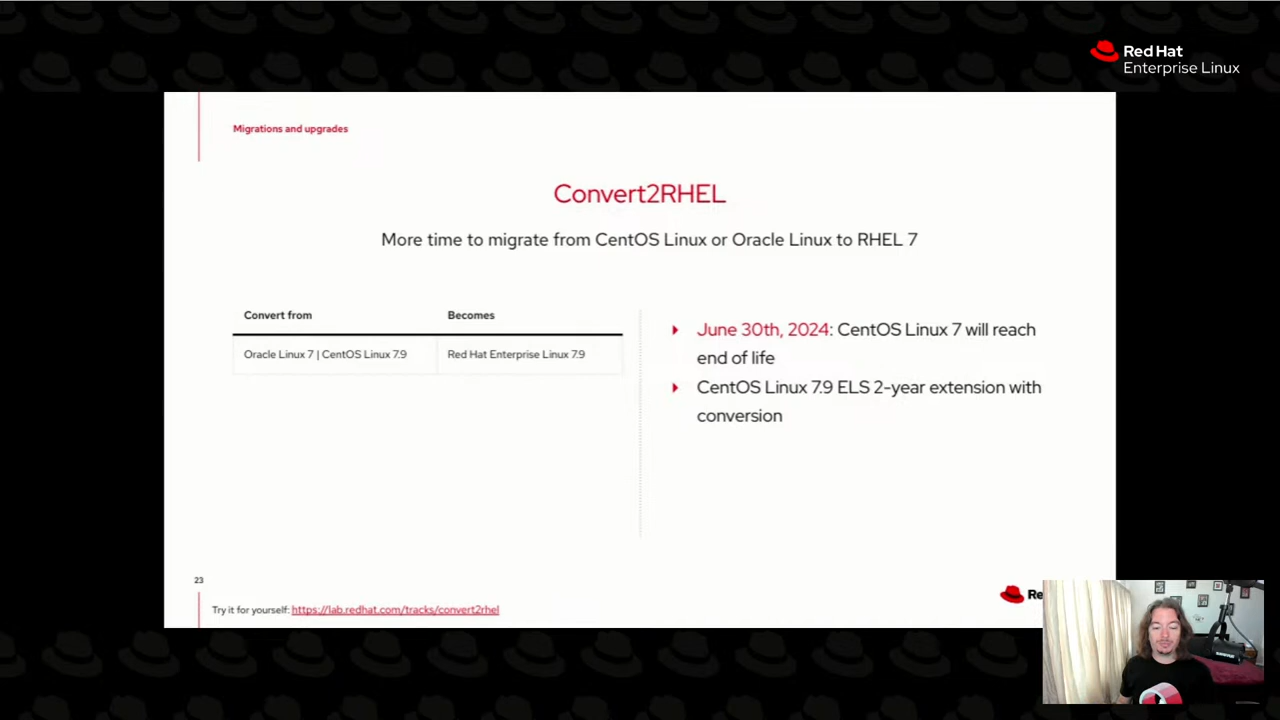 Red Hat
Enterprise Linux
Migrations and upgrades
Convert2RHEL
More time to migrate from CentOS Linux or Oracle Linux to RHEL 7
Convert from Becomes
Oracle Linux 7 | CentOS Linux 7.9 Red Hat Enterprise Linux 7.9
June 30th, 2024: CentOS Linux 7 will reach
end of life
CentOS Linux 7.9 ELS 2-year extension with
conversion
23
Try it for yourself: https://lab.redhat.com/tracks/convert2rhel
Re